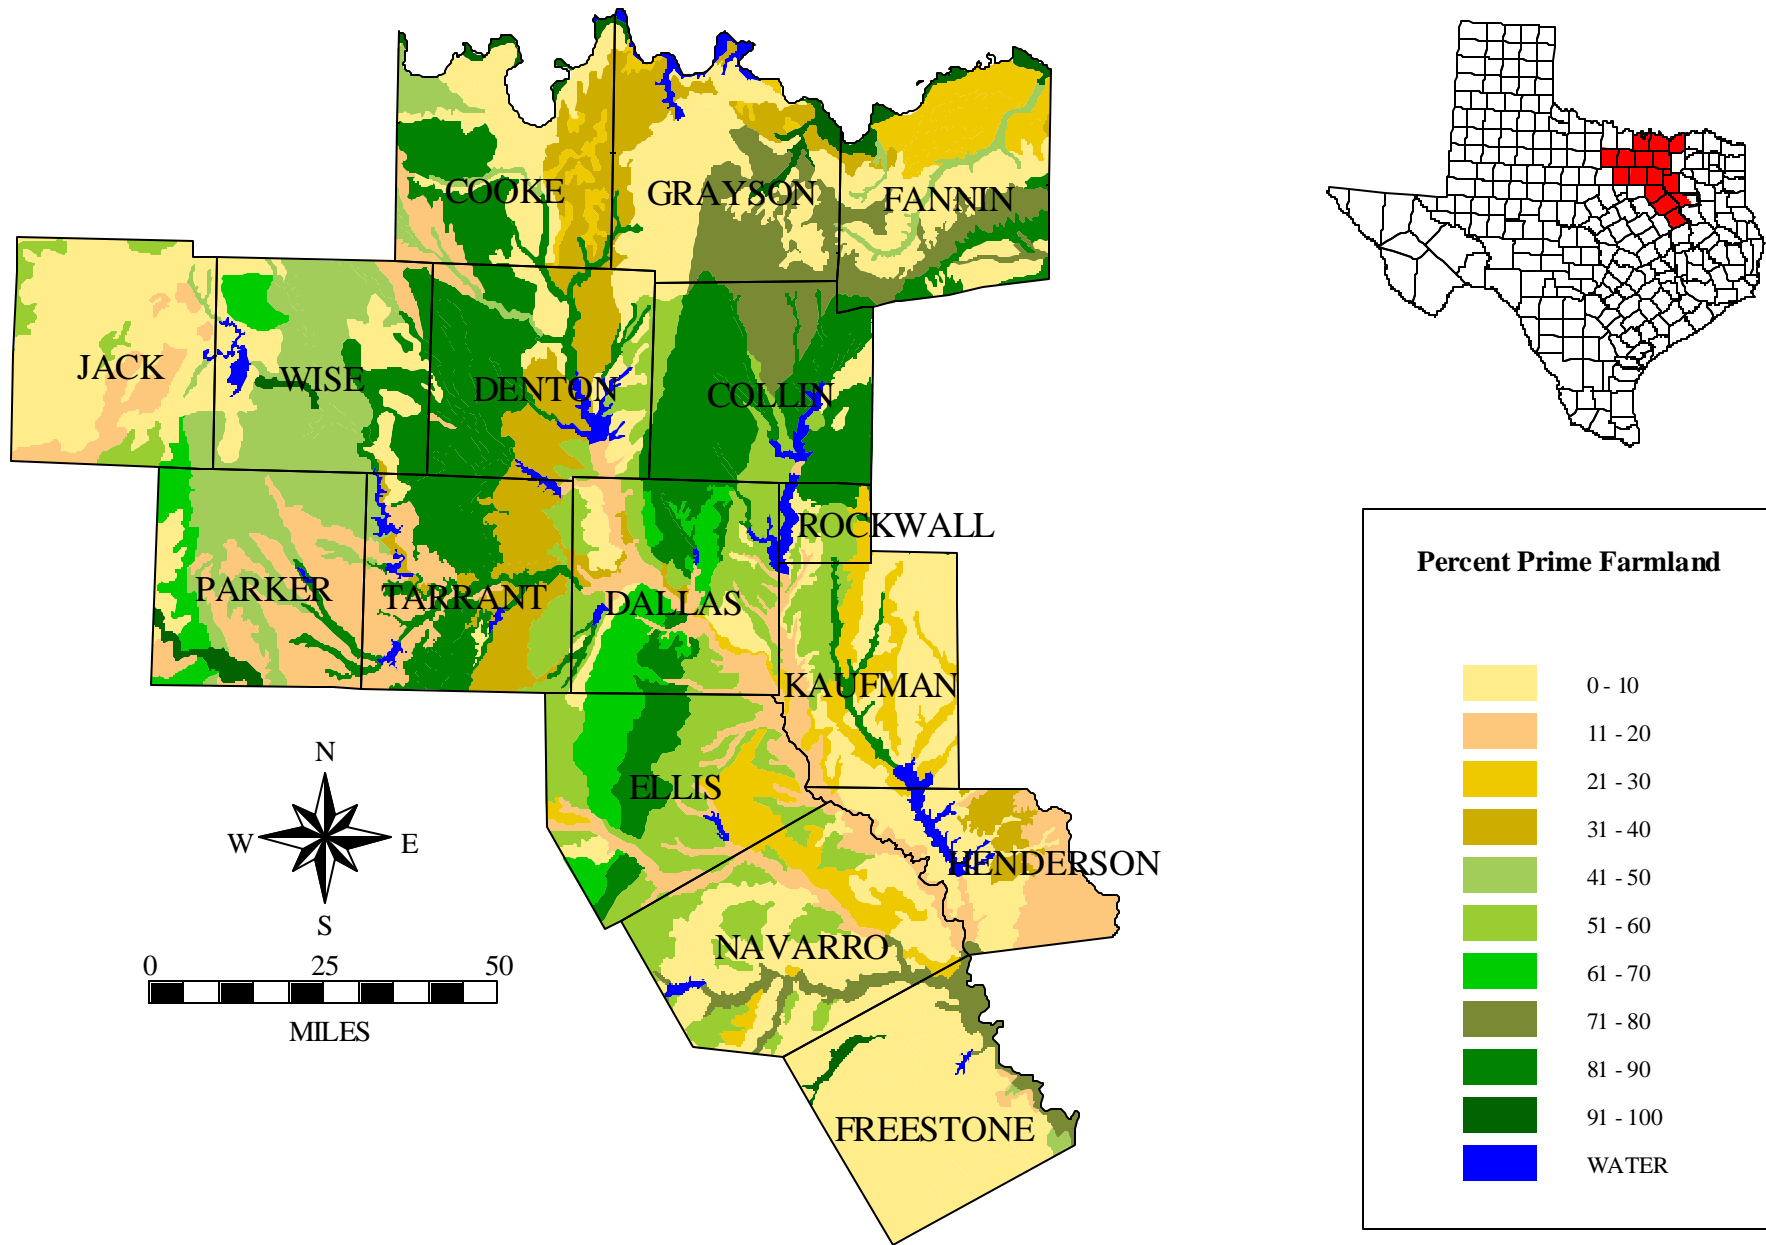 COOKE
GRAYSON
FANNIN
JACK
WISE
DENTON
COLLIN
ROCKWALL
PARKER
TARRANT
DALLAS
KAUFMAN
ELLIS
HENDERSON
NAVARRO
FREESTONE
N
W E
S
0 25 50
MILES
Percent Prime Farmland
0 - 10
11 - 20
21 - 30
31 - 40
41 - 50
51 - 60
61 - 70
71 - 80
81 - 90
91 - 100
WATER